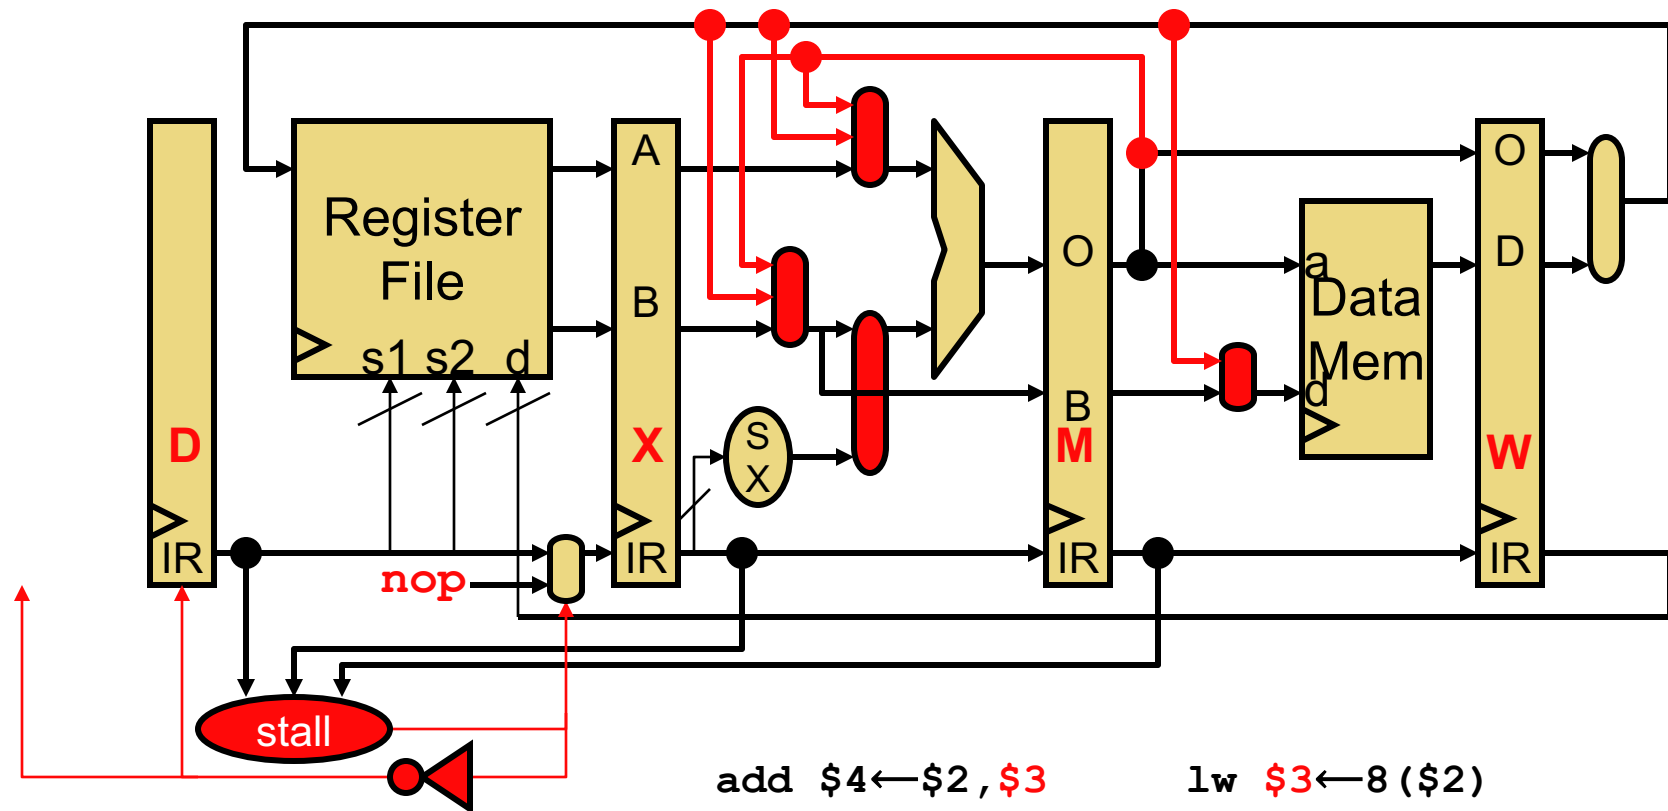 Register
File
s1 s2 d
D
IR
nop
A
B
X
IR
S
X
O
B
M
IR
a
Data
Mem
d
O
D
W
IR
stall
add $4←$2,$3
lw $3←8($2)